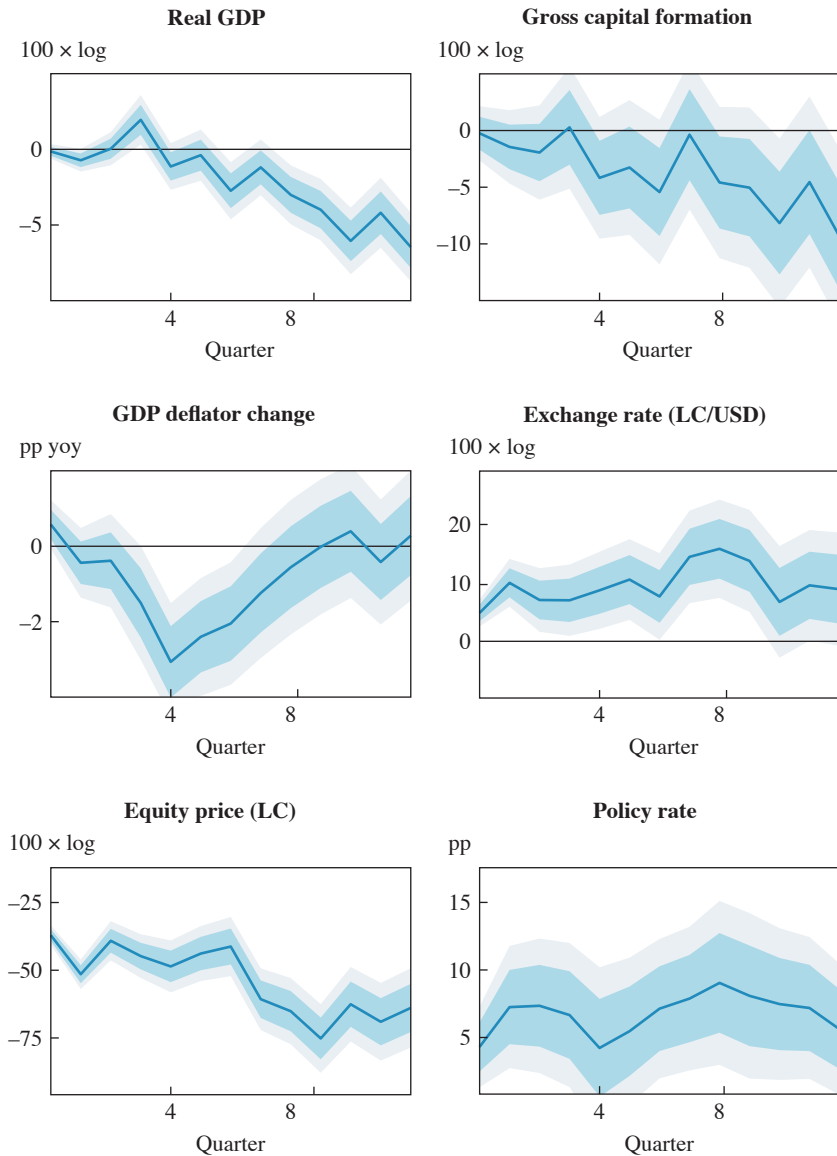 Real GDP
100 × log
0
–5
4
8
Quarter
Gross capital formation
100 × log
0
–5
–10
4
8
Quarter
GDP deflator change
pp yoy
0
–2
4
8
Quarter
Exchange rate (LC/USD)
100 × log
20
10
0
4
8
Quarter
Equity price (LC)
100 × log
–25
–50
–75
4
8
Quarter
Policy rate
pp
15
10
5
4
8
Quarter